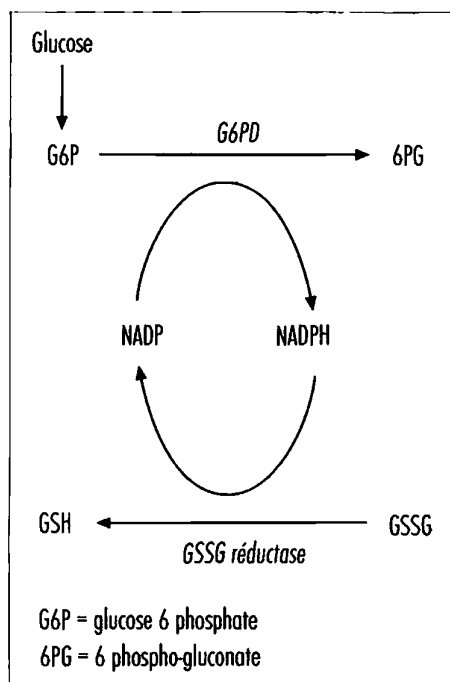 Glucose
G6PD
G6P 6PG
NADP NADPH
GSH GSSG
GSSG réductase
G6P = glucose 6 phosphate
6PG = 6 phospho-gluconate